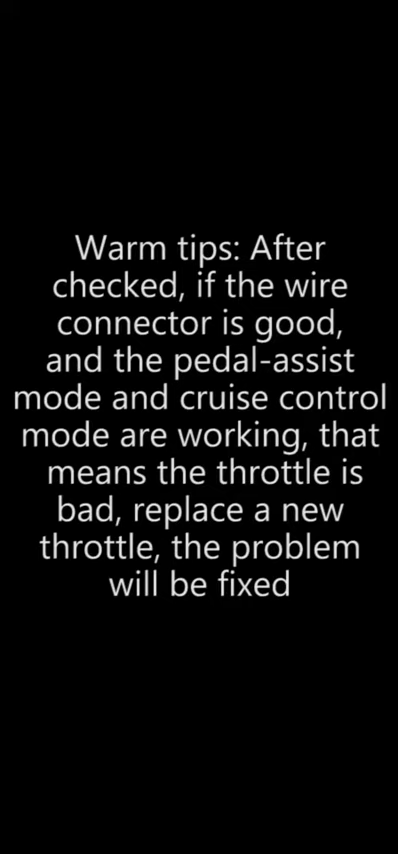 Warm tips: After
checked, if the wire
connector is good,
and the pedal-assist
mode and cruise control
mode are working, that
means the throttle is
bad, replace a new
throttle, the problem
will be fixed